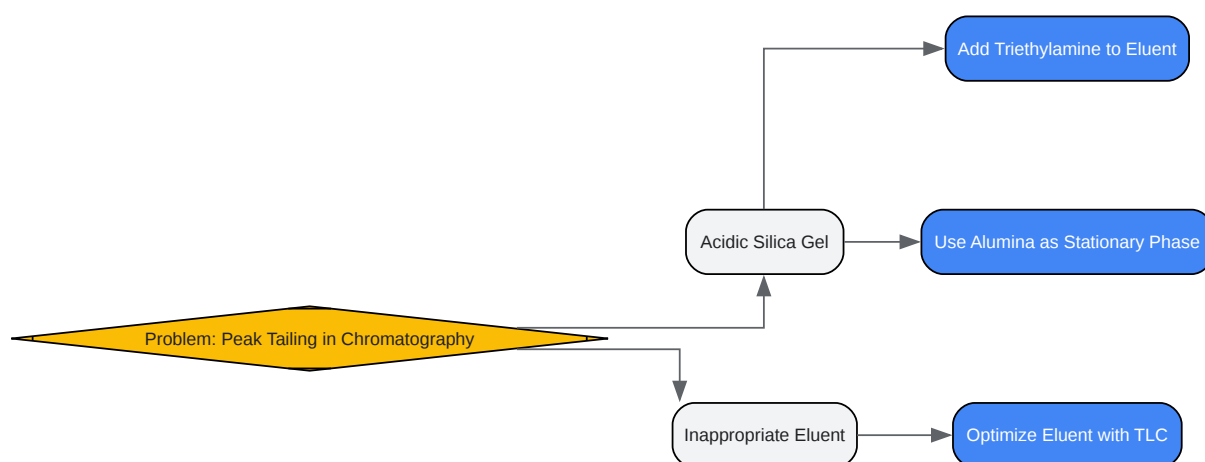 Add Triethylamine to Eluent
Acidic Silica Gel
Use Alumina as Stationary Phase
Problem: Peak Tailing in Chromatography
Inappropriate Eluent
Optimize Eluent with TLC